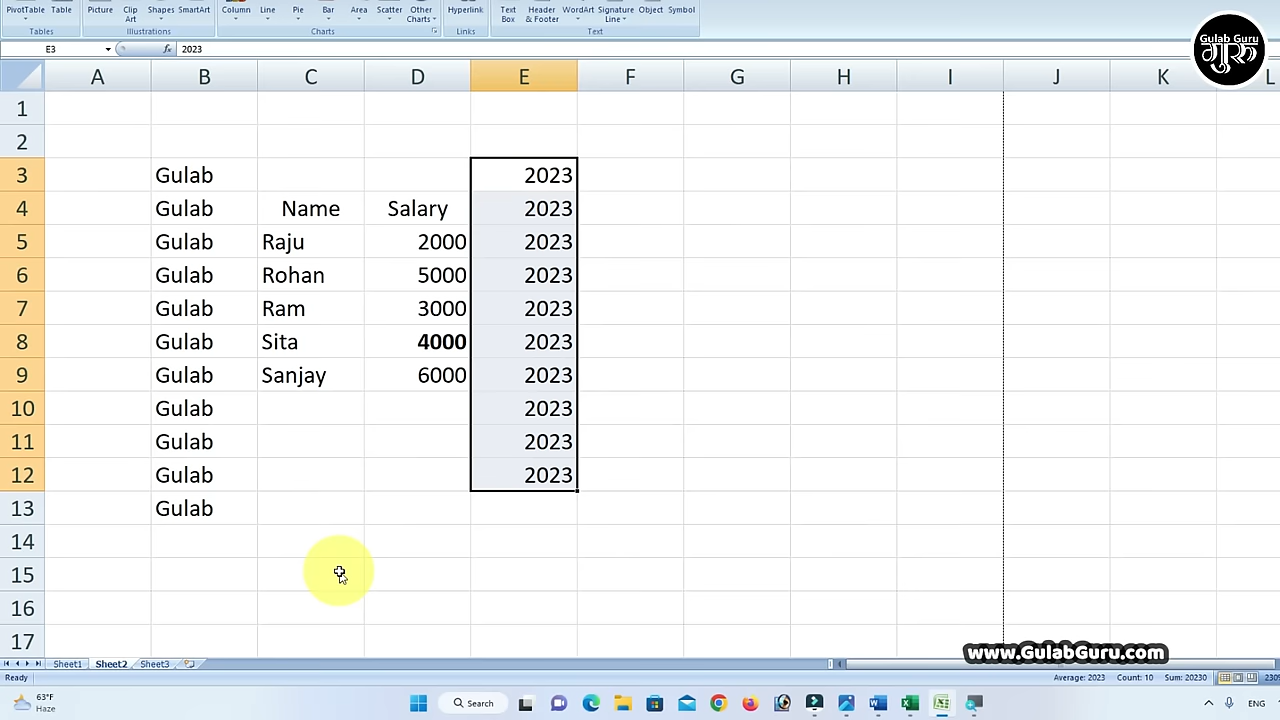 PivotTable Table Picture Clip Art Shapes SmartArt Column Line Pie Bar Area Scatter Other Charts Hyperlink Text Box Header & Footer WordArt Signature Line Object Symbol
Tables Illustrations Charts Links Text
Gulab Guru
गुरु
E3 fx 2023
A B C D E F G H I J K L
1
2
3 Gulab 2023
4 Gulab Name Salary 2023
5 Gulab Raju 2000 2023
6 Gulab Rohan 5000 2023
7 Gulab Ram 3000 2023
8 Gulab Sita 4000 2023
9 Gulab Sanjay 6000 2023
10 Gulab 2023
11 Gulab 2023
12 Gulab 2023
13 Gulab
14
15
16
17
www.GulabGuru.com
Sheet1 Sheet2 Sheet3
Ready Average: 2023 Count: 10 Sum: 20230
63°F
Haze
Search
ENG